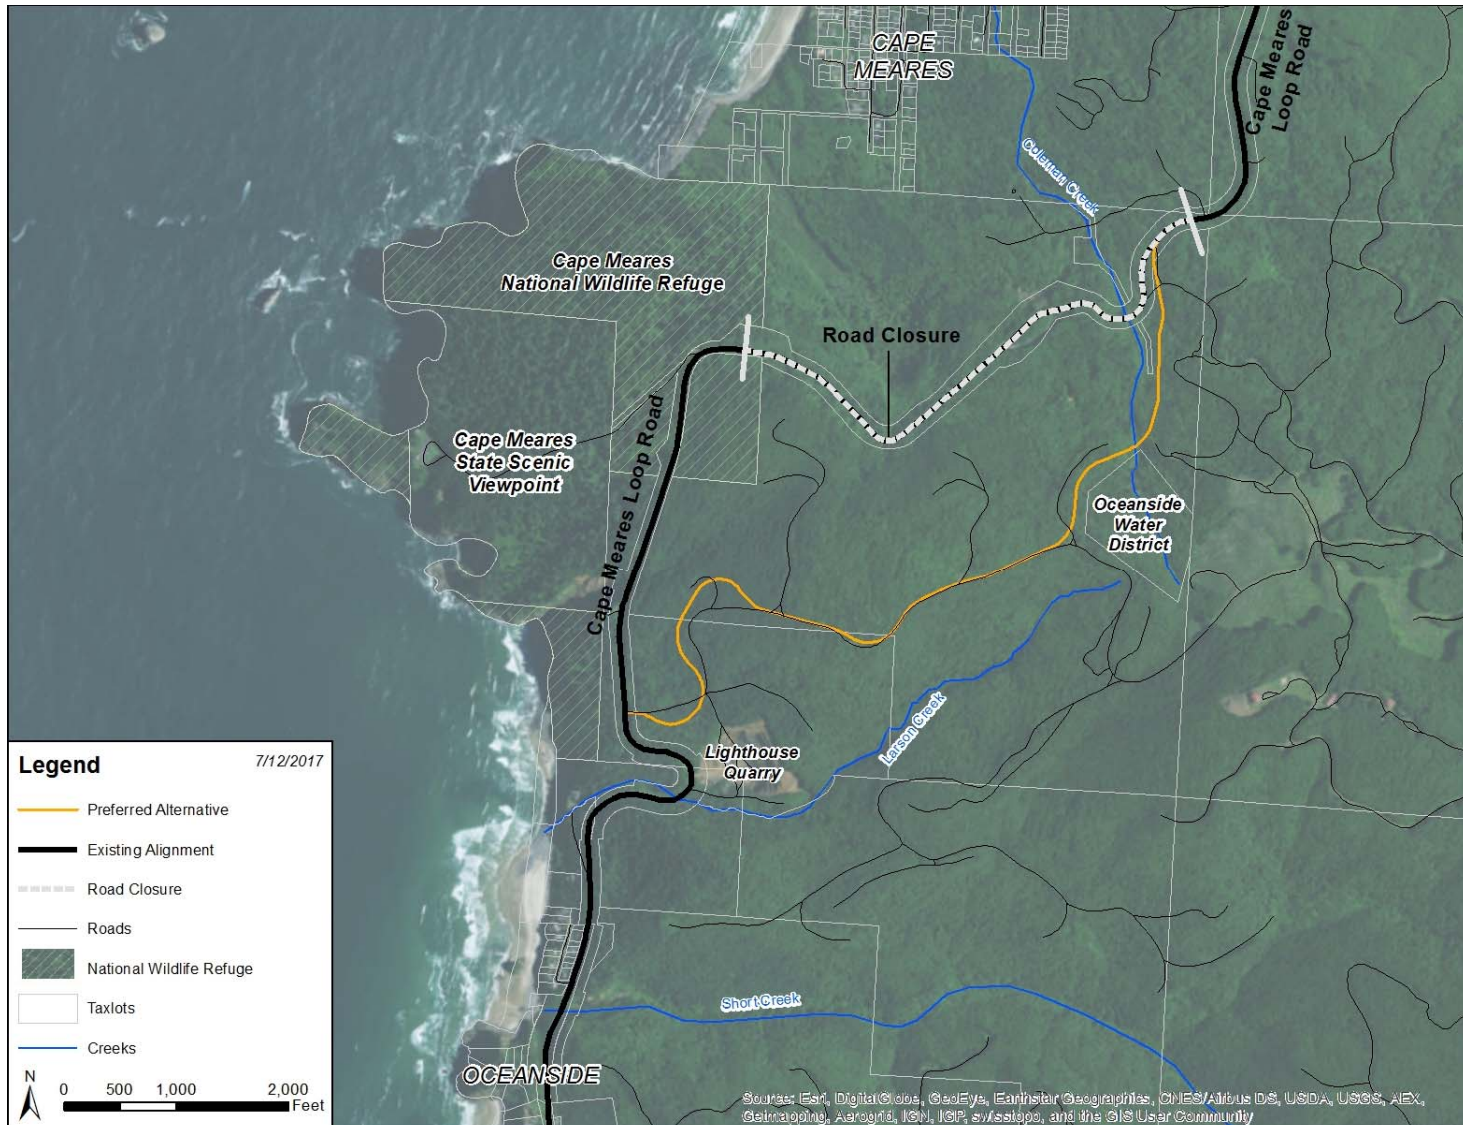 CAPE
MEARES
Cape Meares
Loop Road
Coleman Creek
Cape Meares
National Wildlife Refuge
Road Closure
Cape Meares
State Scenic
Viewpoint
Cape Meares Loop Road
Oceanside
Water
District
Larson Creek
Lighthouse
Quarry
Short Creek
OCEANSIDE
Legend
7/12/2017
Preferred Alternative
Existing Alignment
Road Closure
Roads
National Wildlife Refuge
Taxlots
Creeks
N
0 500 1,000 2,000
Feet
Source: Esri, DigitalGlobe, GeoEye, Earthstar Geographics, CNES/Airbus DS, USDA, USGS, AEX,
Getmapping, Aerogrid, IGN, IGP, swisstopo, and the GIS User Community